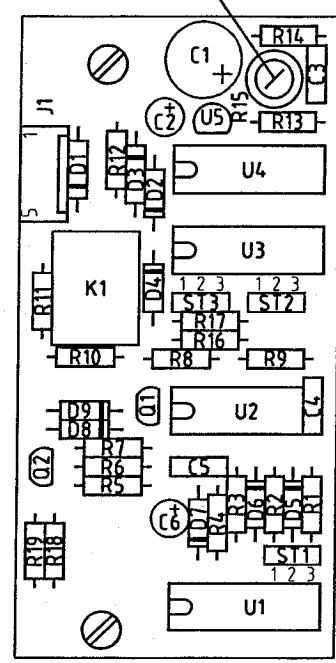 R14
C1
C3
J1
C2
U5
R15
R13
1
R12
D1
D3
D2
U4
5
U3
K1
D4
R11
1 2 3
1 2 3
ST3
ST2
R17
R16
R10
R8
R9
D9
D8
Q1
U2
C4
Q2
R7
R6
R5
C5
C6
D7
R4
R3
D6
R2
D5
R1
R19
R18
ST1
1 2 3
U1